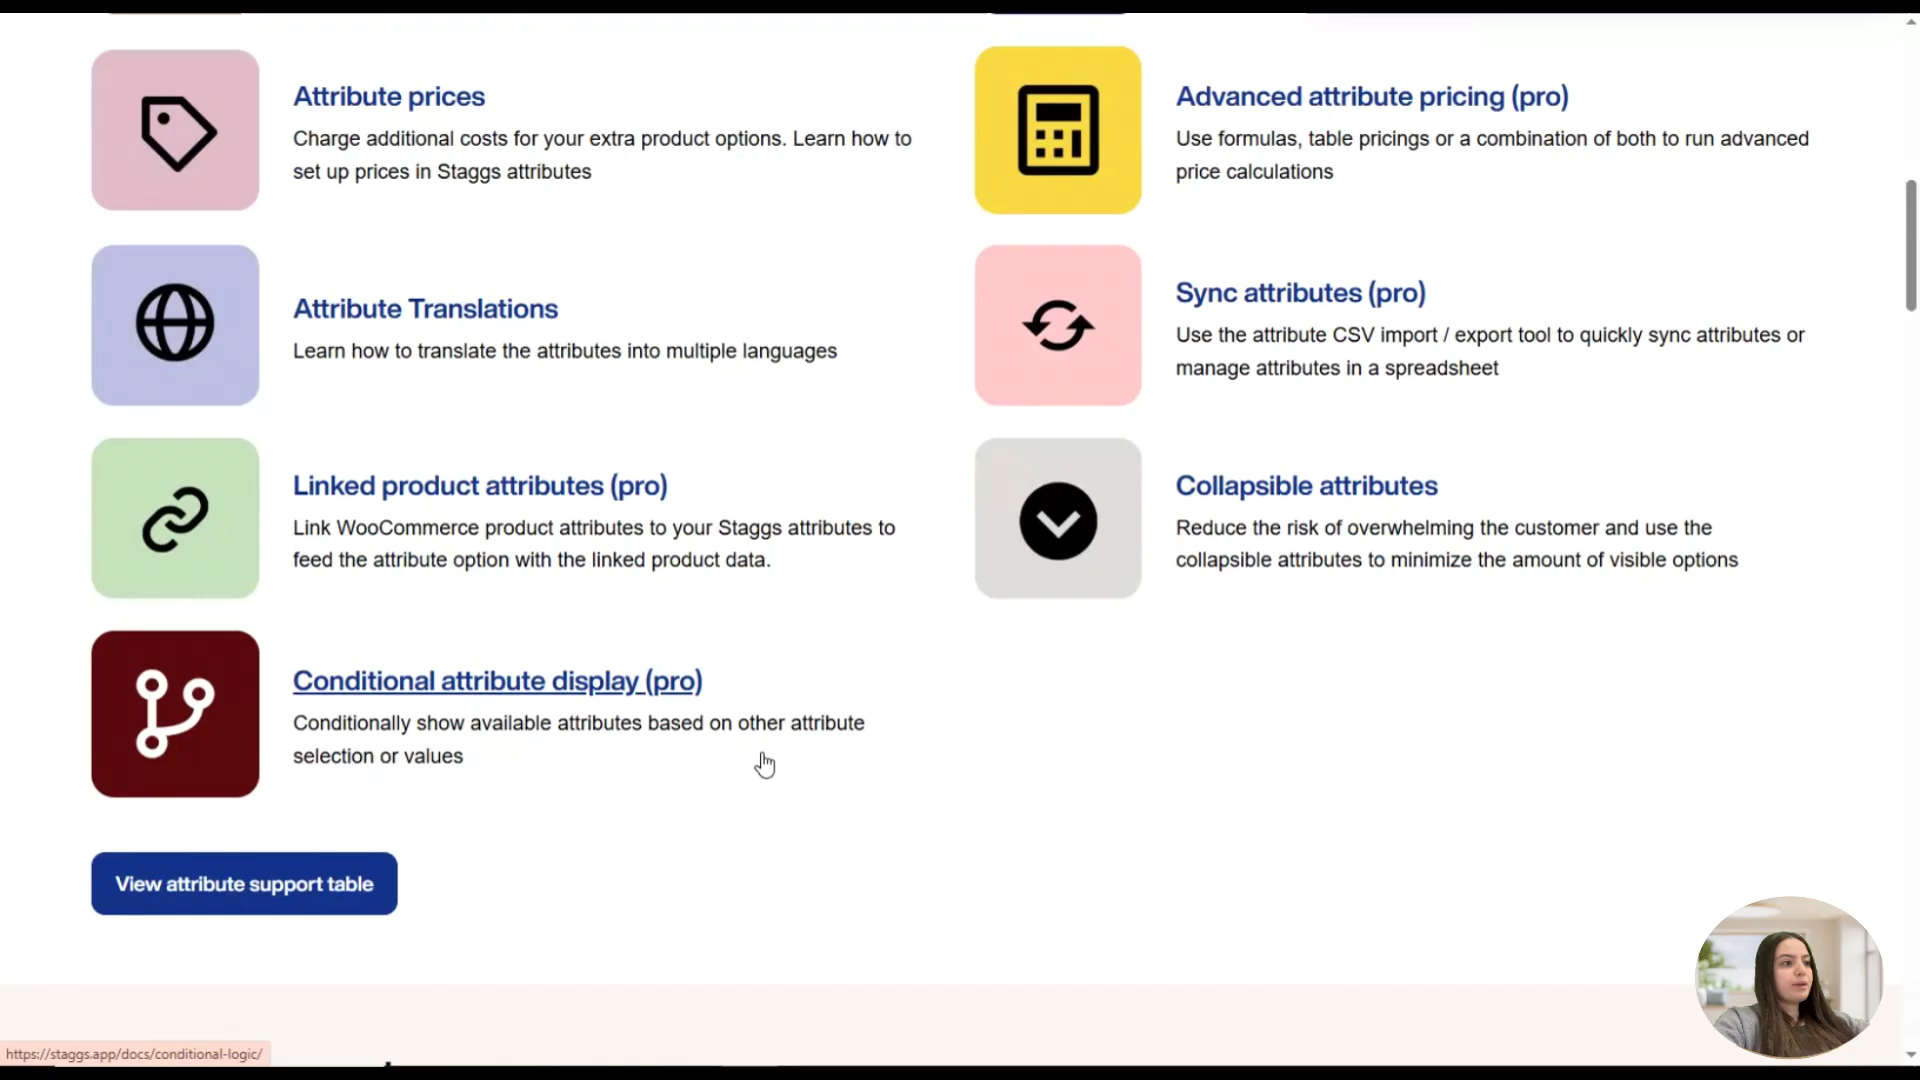 Attribute prices
Charge additional costs for your extra product options. Learn how to
set up prices in Staggs attributes
Advanced attribute pricing (pro)
Use formulas, table pricings or a combination of both to run advanced
price calculations
Attribute Translations
Learn how to translate the attributes into multiple languages
Sync attributes (pro)
Use the attribute CSV import / export tool to quickly sync attributes or
manage attributes in a spreadsheet
Linked product attributes (pro)
Link WooCommerce product attributes to your Staggs attributes to
feed the attribute option with the linked product data.
Collapsible attributes
Reduce the risk of overwhelming the customer and use the
collapsible attributes to minimize the amount of visible options
Conditional attribute display (pro)
Conditionally show available attributes based on other attribute
selection or values
View attribute support table
https://staggs.app/docs/conditional-logic/